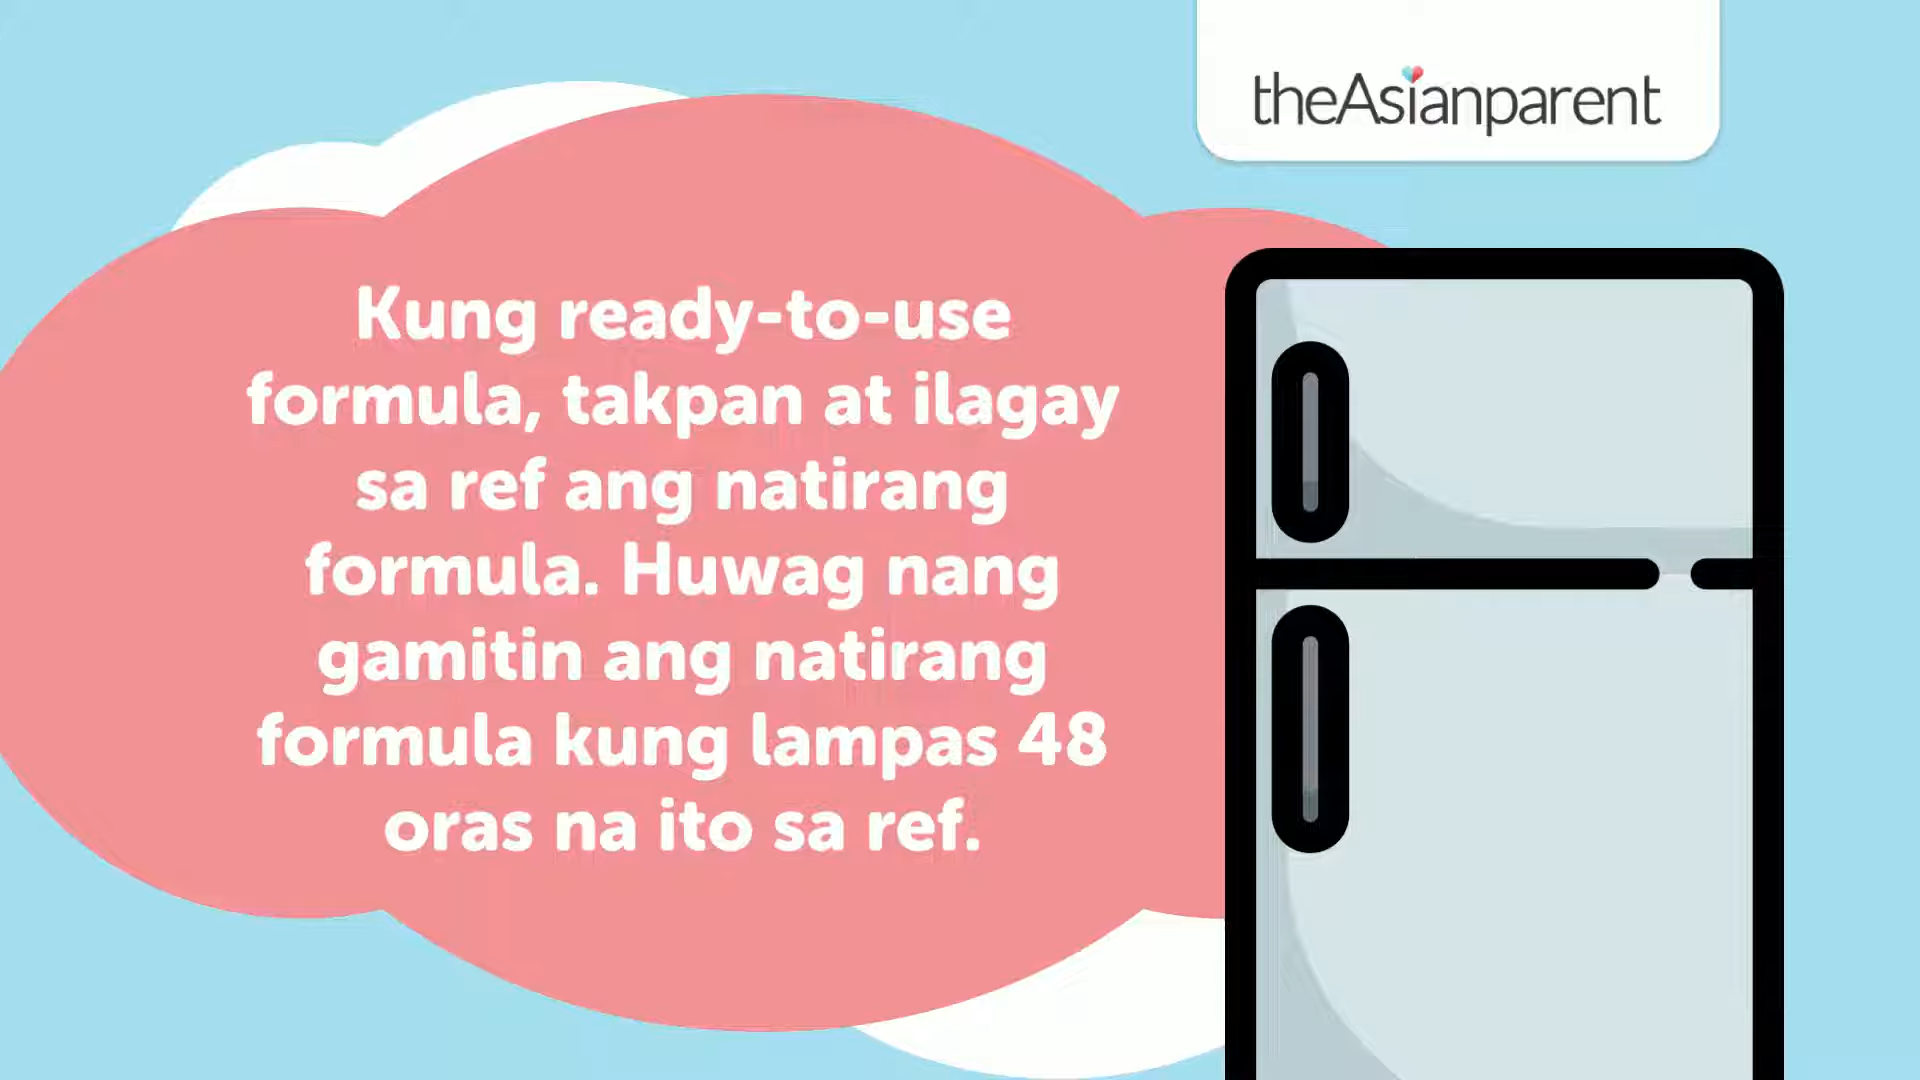 theAsianparent
Kung ready-to-use
formula, takpan at ilagay
sa ref ang natirang
formula. Huwag nang
gamitin ang natirang
formula kung lampas 48
oras na ito sa ref.